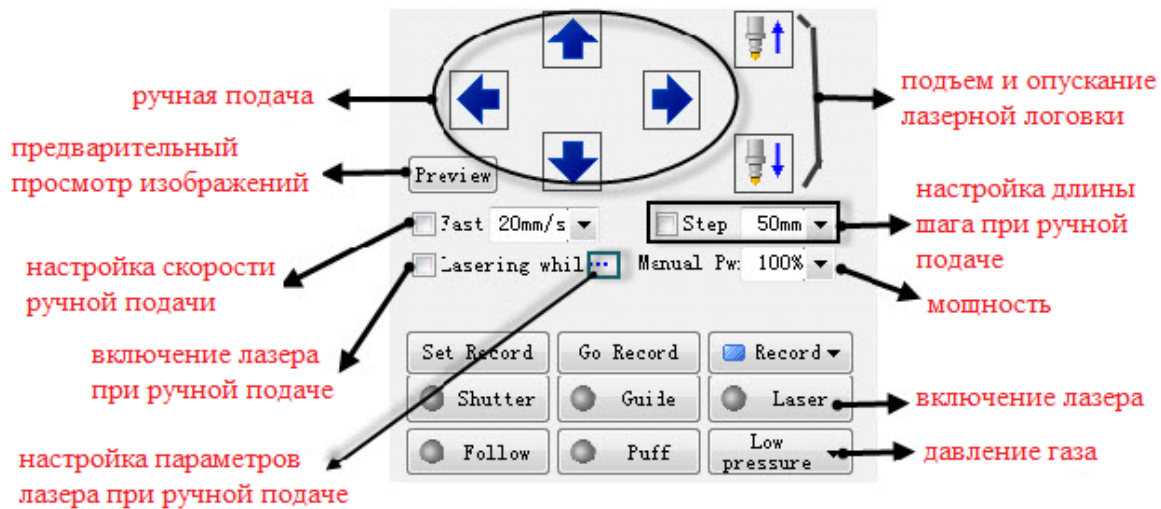 ручная подача
подъем и опускание
лазерной логовки
предварительный
просмотр изображений
Preview
настройка длины
шага при ручной
подаче
Fast 20mm/s
Step 50mm
настройка скорости
ручной подачи
Lasering whil ...
Manual Pw: 100%
мощность
включение лазера
при ручной подаче
Set Record
Go Record
Record
Shutter
Guide
Laser
включение лазера
настройка параметров
лазера при ручной подаче
Follow
Puff
Low
pressure
давление газа